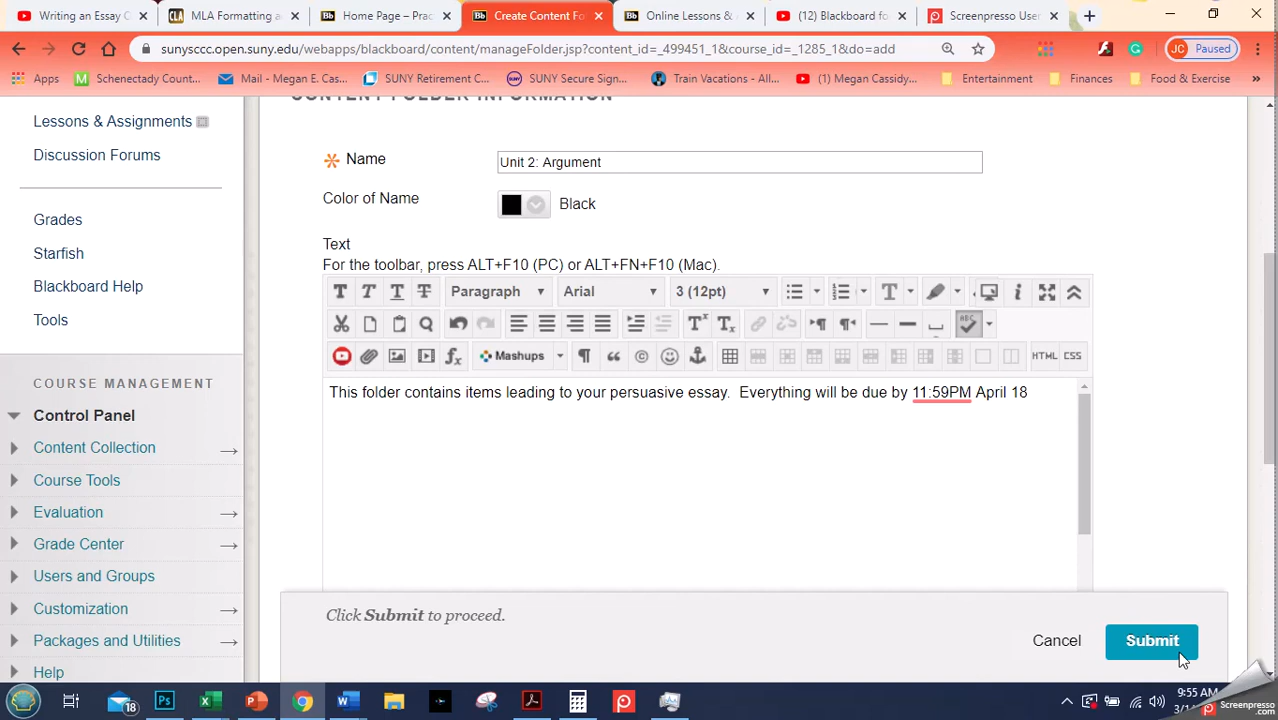 Writing an Essay C
MLA Formatting a
Home Page – Prac
Create Content Fo
Online Lessons &
(12) Blackboard fo
Screenpresso User
sunysccc.open.suny.edu/webapps/blackboard/content/manageFolder.jsp?content_id=_499451_1&course_id=_1285_1&do=add
JC Paused
Apps
Schenectady Count...
Mail - Megan E. Cas...
SUNY Retirement C...
SUNY Secure Sign...
Train Vacations - All...
(1) Megan Cassidy...
Entertainment
Finances
Food & Exercise
»
CONTENT FOLDER INFORMATION
Lessons & Assignments
Discussion Forums
Grades
Starfish
Blackboard Help
Tools
COURSE MANAGEMENT
Control Panel
Content Collection
Course Tools
Evaluation
Grade Center
Users and Groups
Customization
Packages and Utilities
Help
Name
Unit 2: Argument
Color of Name
Black
Text
For the toolbar, press ALT+F10 (PC) or ALT+FN+F10 (Mac).
T T T T Paragraph Arial 3 (12pt) T
Mashups HTML CSS
This folder contains items leading to your persuasive essay.  Everything will be due by 11:59PM April 18
Click Submit to proceed.
Cancel
Submit
18
9:55 AM
Screenpresso.com